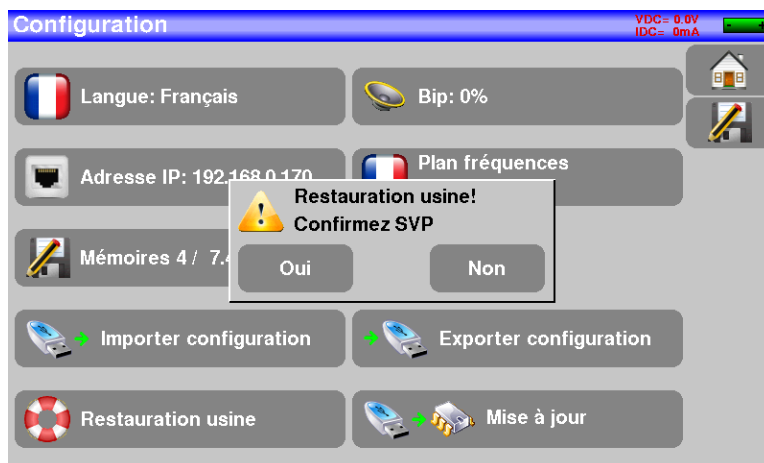 Configuration
VDC= 0.0V
IDC= 0mA
- +
Langue: Français
Bip: 0%
Adresse IP: 192.168.0.170
Plan fréquences
Restauration usine!
Confirmez SVP
Mémoires 4 / 7.
Oui
Non
Importer configuration
Exporter configuration
Restauration usine
Mise à jour